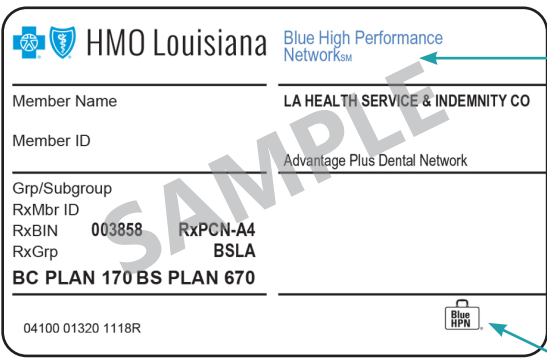 HMO Louisiana
Blue High Performance
NetworkSM
Member Name
LA HEALTH SERVICE & INDEMNITY CO
Member ID
Advantage Plus Dental Network
Grp/Subgroup
RxMbr ID
RxBIN 003858 RxPCN-A4
RxGrp BSLA
BC PLAN 170 BS PLAN 670
04100 01320 1118R
Blue
HPN
SAMPLE